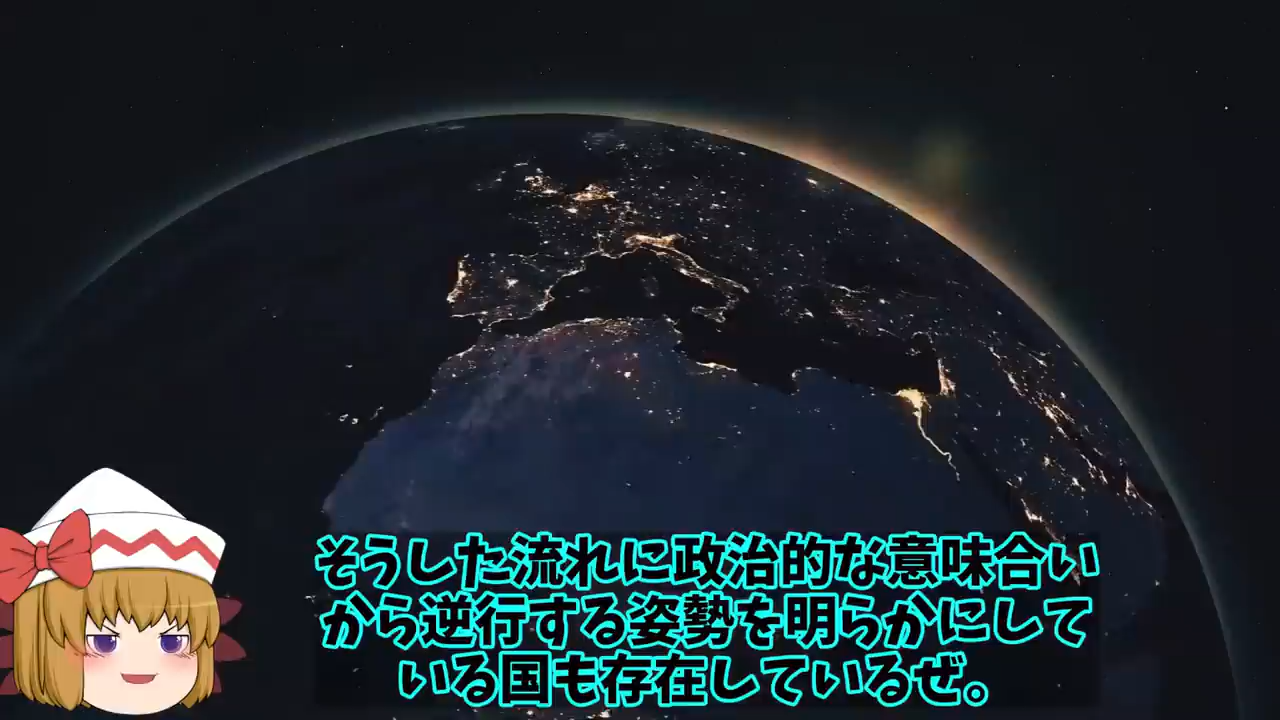 そうした流れに政治的な意味合い
から逆行する姿勢を明らかにして
いる国も存在しているぜ。